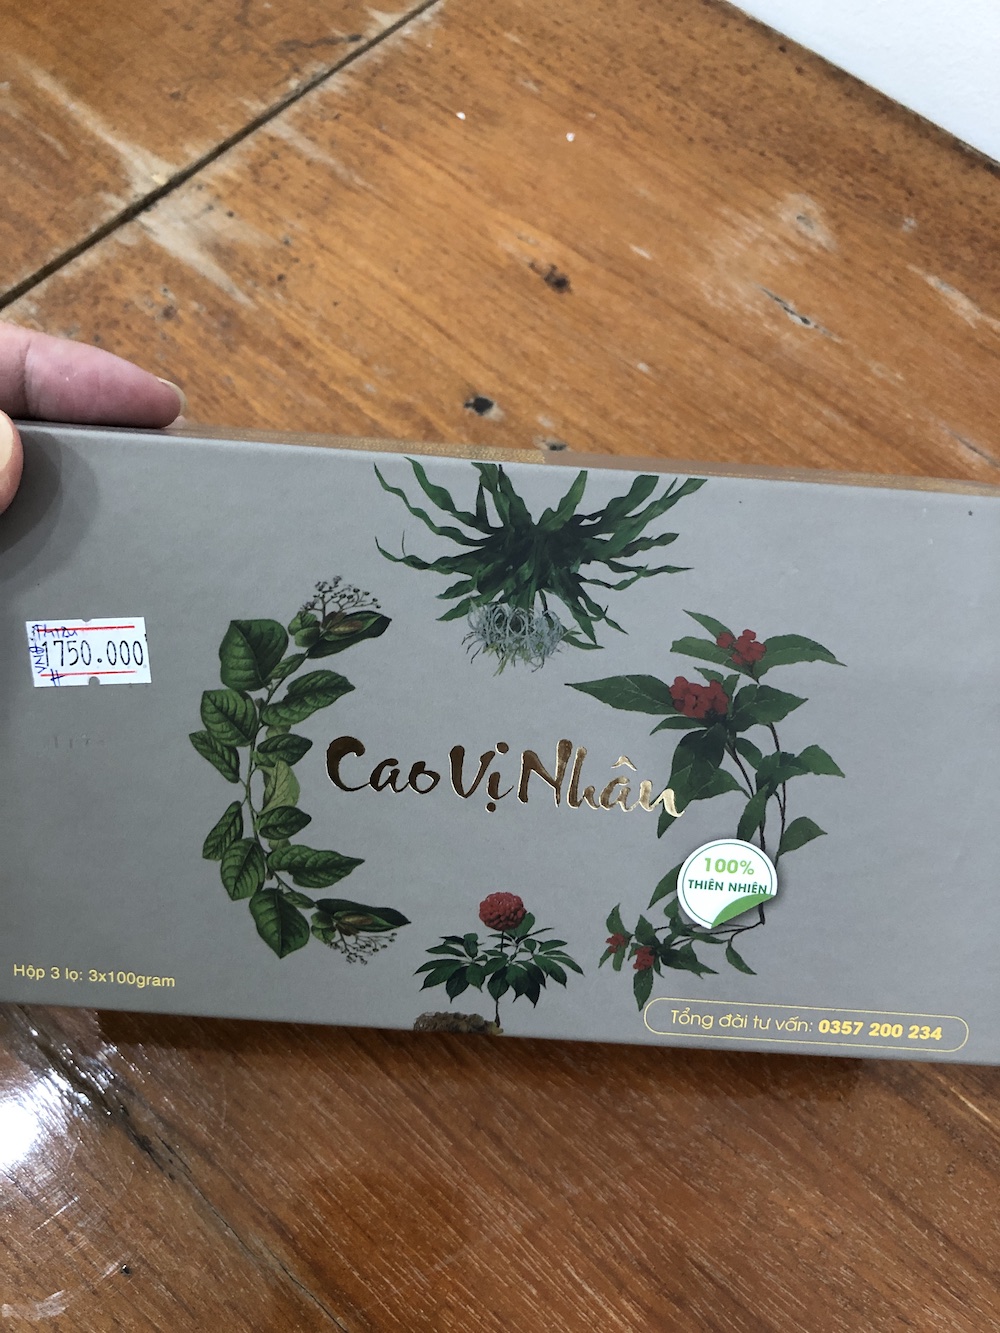 1750.000
Cao Vị Nhân
100%
THIÊN NHIÊN
Hộp 3 lọ: 3x100gram
Tổng đài tư vấn: 0357 200 234